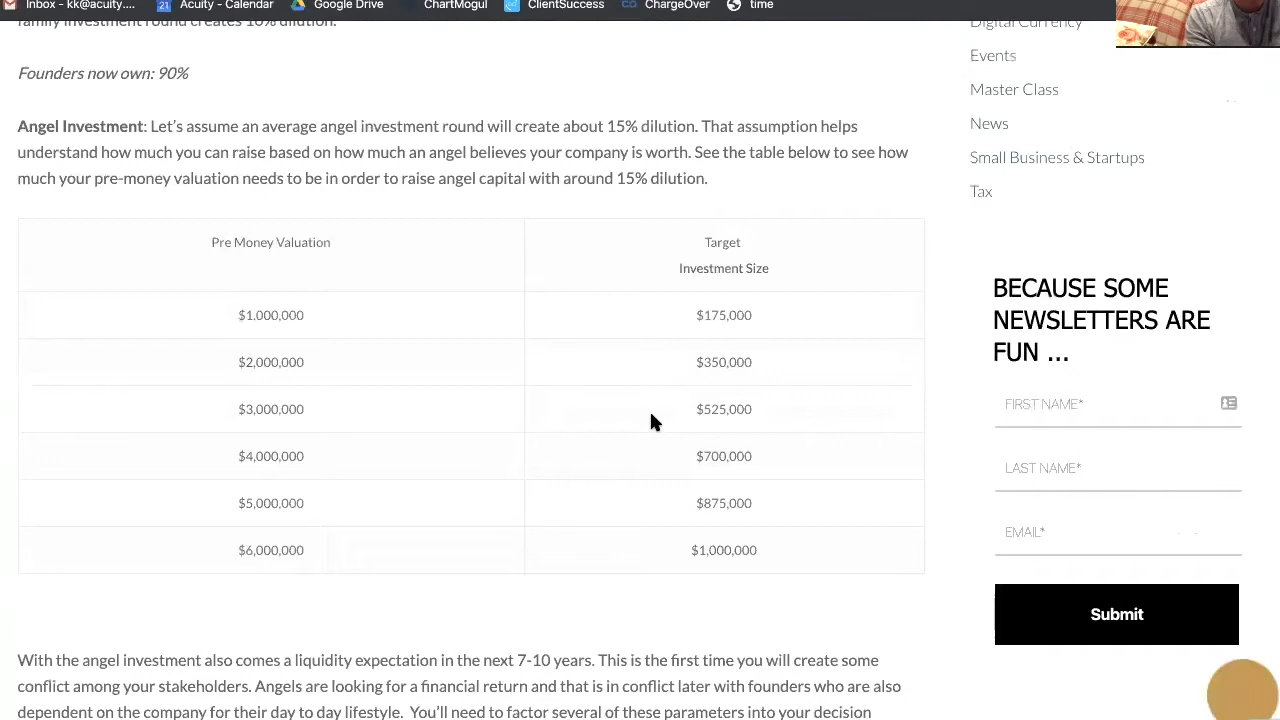 Inbox - kk@acuity....
Acuity - Calendar
Google Drive
ChartMogul
ClientSuccess
ChargeOver
time
family investment round creates 10% dilution.
Founders now own: 90%
Angel Investment: Let's assume an average angel investment round will create about 15% dilution. That assumption helps
understand how much you can raise based on how much an angel believes your company is worth. See the table below to see how
much your pre-money valuation needs to be in order to raise angel capital with around 15% dilution.
Pre Money Valuation
Target
Investment Size
$1.000,000
$175,000
$2,000,000
$350,000
$3,000,000
$525,000
$4,000,000
$700,000
$5,000,000
$875,000
$6,000,000
$1,000,000
With the angel investment also comes a liquidity expectation in the next 7-10 years. This is the first time you will create some
conflict among your stakeholders. Angels are looking for a financial return and that is in conflict later with founders who are also
dependent on the company for their day to day lifestyle. You'll need to factor several of these parameters into your decision
DigitalCurrency
Events
Master Class
News
Small Business & Startups
Tax
BECAUSE SOME
NEWSLETTERS ARE
FUN ...
FIRST NAME*
LAST NAME*
EMAIL*
Submit